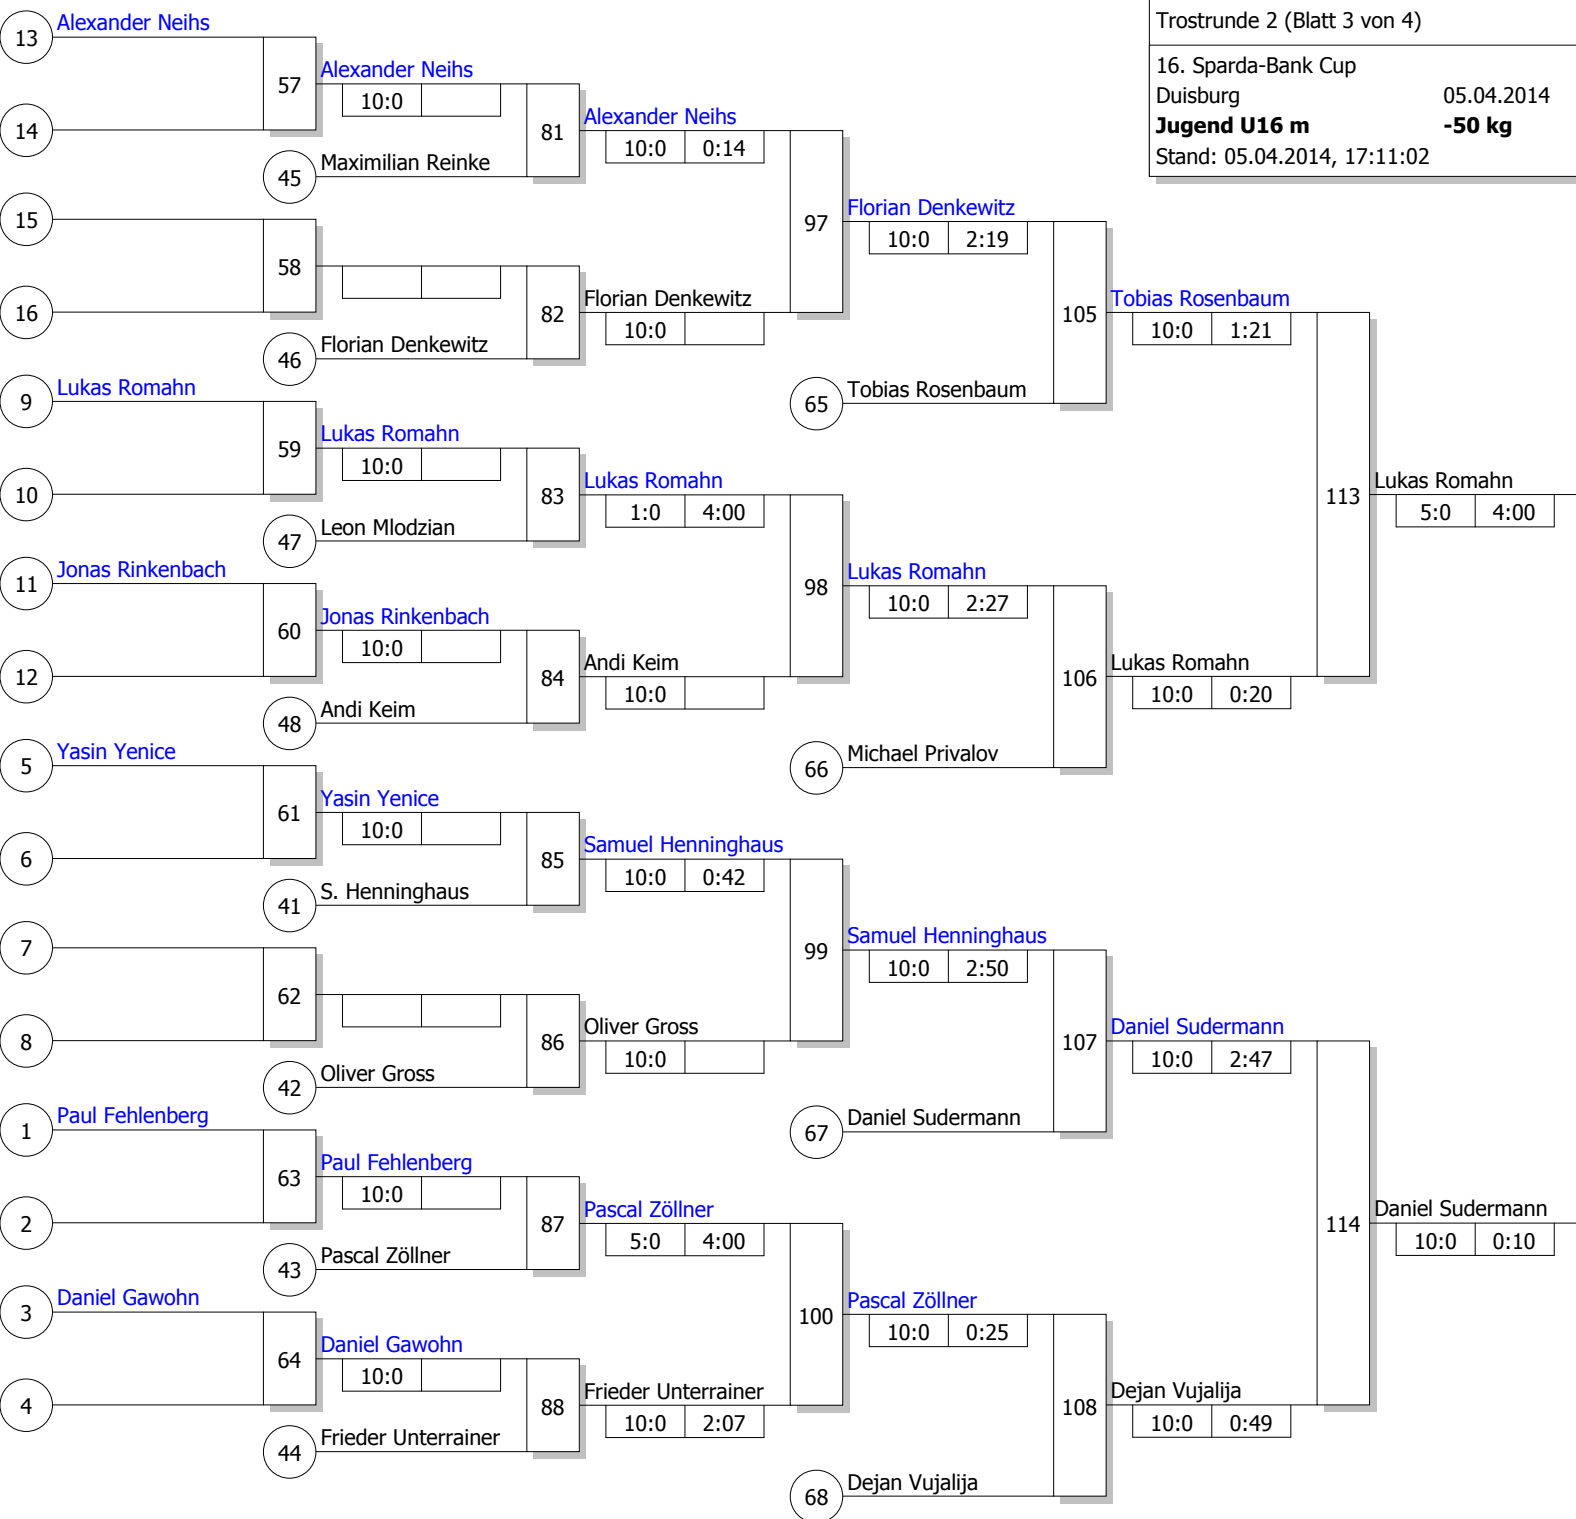 Trostrunde 2 (Blatt 3 von 4)
16. Sparda-Bank Cup
Duisburg 05.04.2014
Jugend U16 m -50 kg
Stand: 05.04.2014, 17:11:02
13 Alexander Neihs
14
15
16
9 Lukas Romahn
10
11 Jonas Rinkenbach
12
5 Yasin Yenice
6
7
8
1 Paul Fehlenberg
2
3 Daniel Gawohn
4
57 Alexander Neihs
10:0
45 Maximilian Reinke
58
46 Florian Denkewitz
59 Lukas Romahn
10:0
47 Leon Mlodzian
60 Jonas Rinkenbach
10:0
48 Andi Keim
61 Yasin Yenice
10:0
41 S. Henninghaus
62
42 Oliver Gross
63 Paul Fehlenberg
10:0
43 Pascal Zöllner
64 Daniel Gawohn
10:0
44 Frieder Unterrainer
81 Alexander Neihs
10:0 0:14
82 Florian Denkewitz
10:0
83 Lukas Romahn
1:0 4:00
84 Andi Keim
10:0
85 Samuel Henninghaus
10:0 0:42
86 Oliver Gross
10:0
87 Pascal Zöllner
5:0 4:00
88 Frieder Unterrainer
10:0 2:07
97 Florian Denkewitz
10:0 2:19
65 Tobias Rosenbaum
98 Lukas Romahn
10:0 2:27
66 Michael Privalov
99 Samuel Henninghaus
10:0 2:50
67 Daniel Sudermann
100 Pascal Zöllner
10:0 0:25
68 Dejan Vujalija
105 Tobias Rosenbaum
10:0 1:21
106 Lukas Romahn
10:0 0:20
107 Daniel Sudermann
10:0 2:47
108 Dejan Vujalija
10:0 0:49
113 Lukas Romahn
5:0 4:00
114 Daniel Sudermann
10:0 0:10